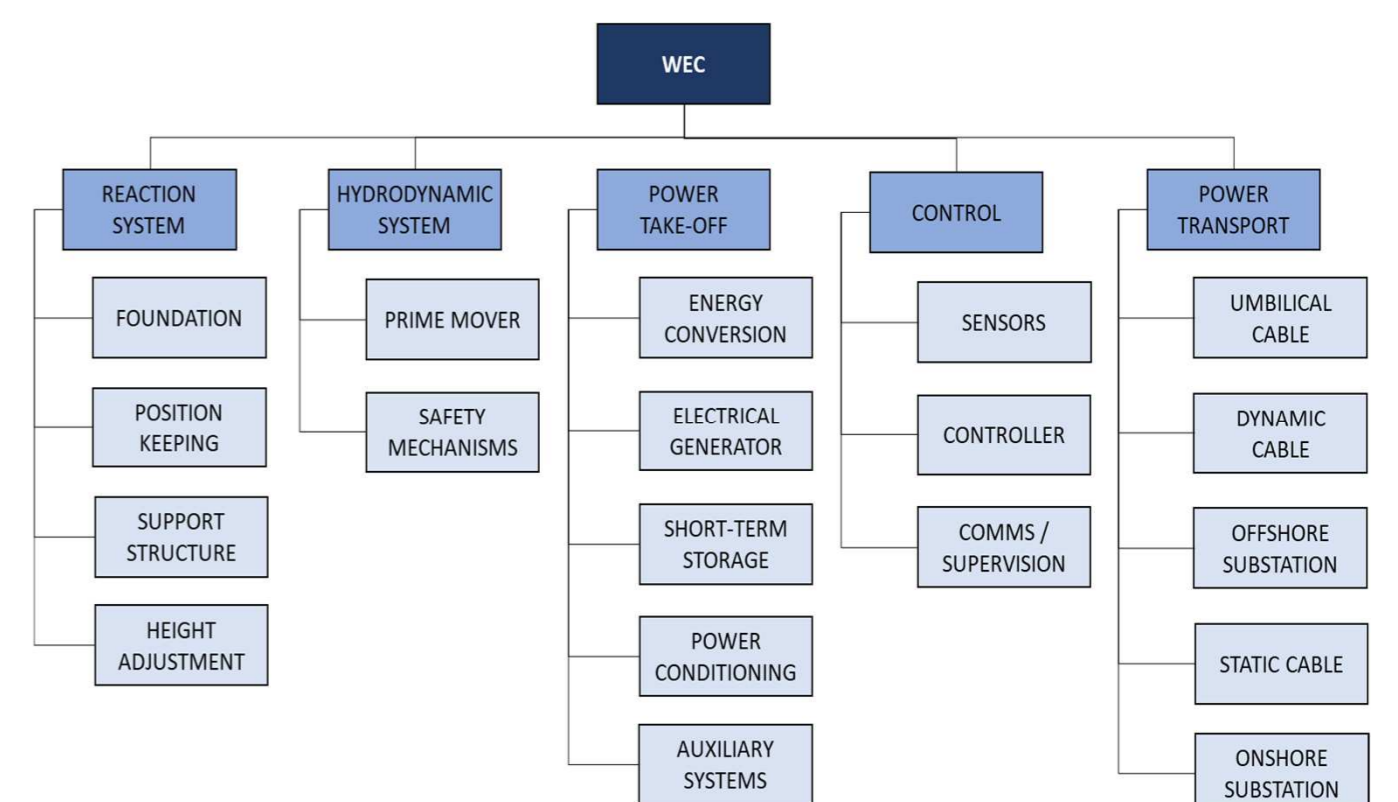 WEC
REACTION
SYSTEM
HYDRODYNAMIC
SYSTEM
POWER
TAKE-OFF
CONTROL
POWER
TRANSPORT
FOUNDATION
POSITION
KEEPING
SUPPORT
STRUCTURE
HEIGHT
ADJUSTMENT
PRIME MOVER
SAFETY
MECHANISMS
ENERGY
CONVERSION
ELECTRICAL
GENERATOR
SHORT-TERM
STORAGE
POWER
CONDITIONING
AUXILIARY
SYSTEMS
SENSORS
CONTROLLER
COMMS /
SUPERVISION
UMBILICAL
CABLE
DYNAMIC
CABLE
OFFSHORE
SUBSTATION
STATIC CABLE
ONSHORE
SUBSTATION